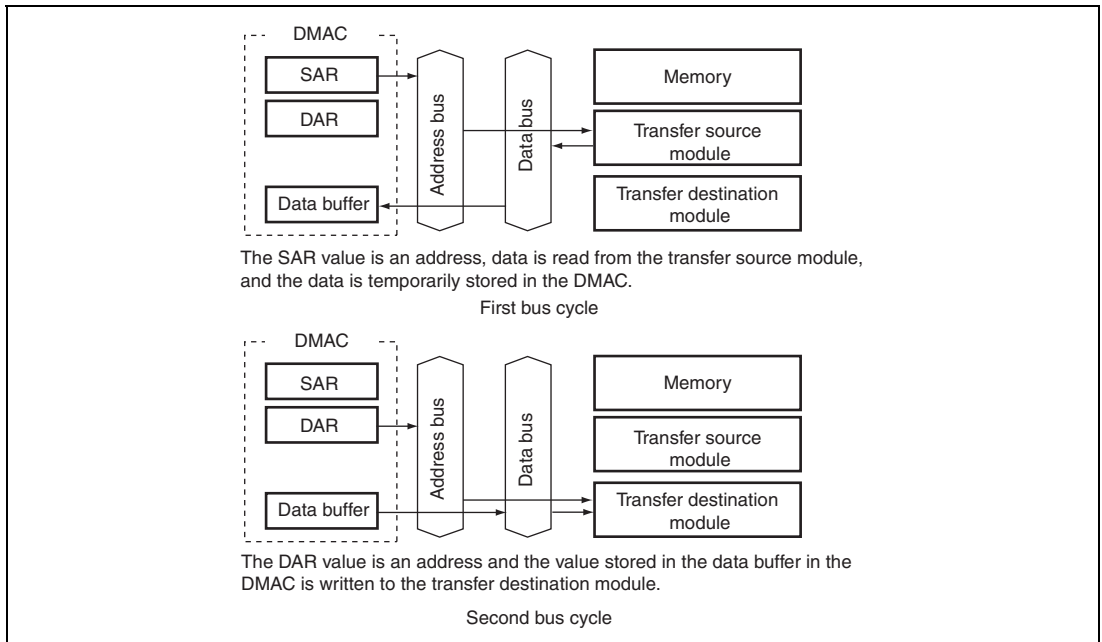 DMAC
SAR
DAR
Data buffer
Address bus
Data bus
Memory
Transfer source
module
Transfer destination
module
The SAR value is an address, data is read from the transfer source module,
and the data is temporarily stored in the DMAC.
First bus cycle
DMAC
SAR
DAR
Data buffer
Address bus
Data bus
Memory
Transfer source
module
Transfer destination
module
The DAR value is an address and the value stored in the data buffer in the
DMAC is written to the transfer destination module.
Second bus cycle